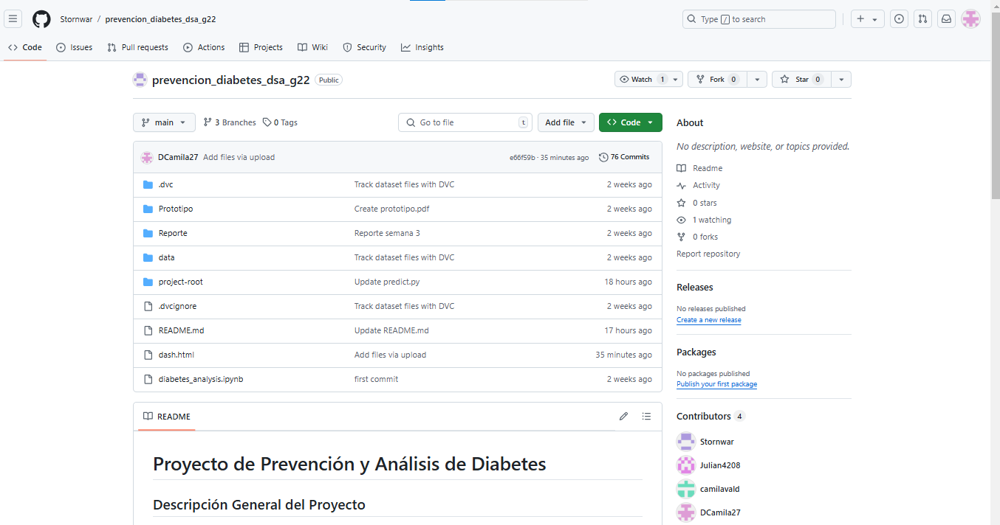 Stornwar / prevencion_diabetes_dsa_g22
Type / to search
Code Issues Pull requests Actions Projects Wiki Security Insights
prevencion_diabetes_dsa_g22 Public
Watch 1 Fork 0 Star 0
main 3 Branches 0 Tags
Go to file t
Add file
Code
DCamila27 Add files via upload e66f59b · 35 minutes ago 76 Commits
.dvc Track dataset files with DVC 2 weeks ago
Prototipo Create prototipo.pdf 2 weeks ago
Reporte Reporte semana 3 2 weeks ago
data Track dataset files with DVC 2 weeks ago
project-root Update predict.py 18 hours ago
.dvcignore Track dataset files with DVC 2 weeks ago
README.md Update README.md 17 hours ago
dash.html Add files via upload 35 minutes ago
diabetes_analysis.ipynb first commit 2 weeks ago
README
Proyecto de Prevención y Análisis de Diabetes
Descripción General del Proyecto
About
No description, website, or topics provided.
Readme
Activity
0 stars
1 watching
0 forks
Report repository
Releases
No releases published
Create a new release
Packages
No packages published
Publish your first package
Contributors 4
Stornwar
Julian4208
camilavald
DCamila27